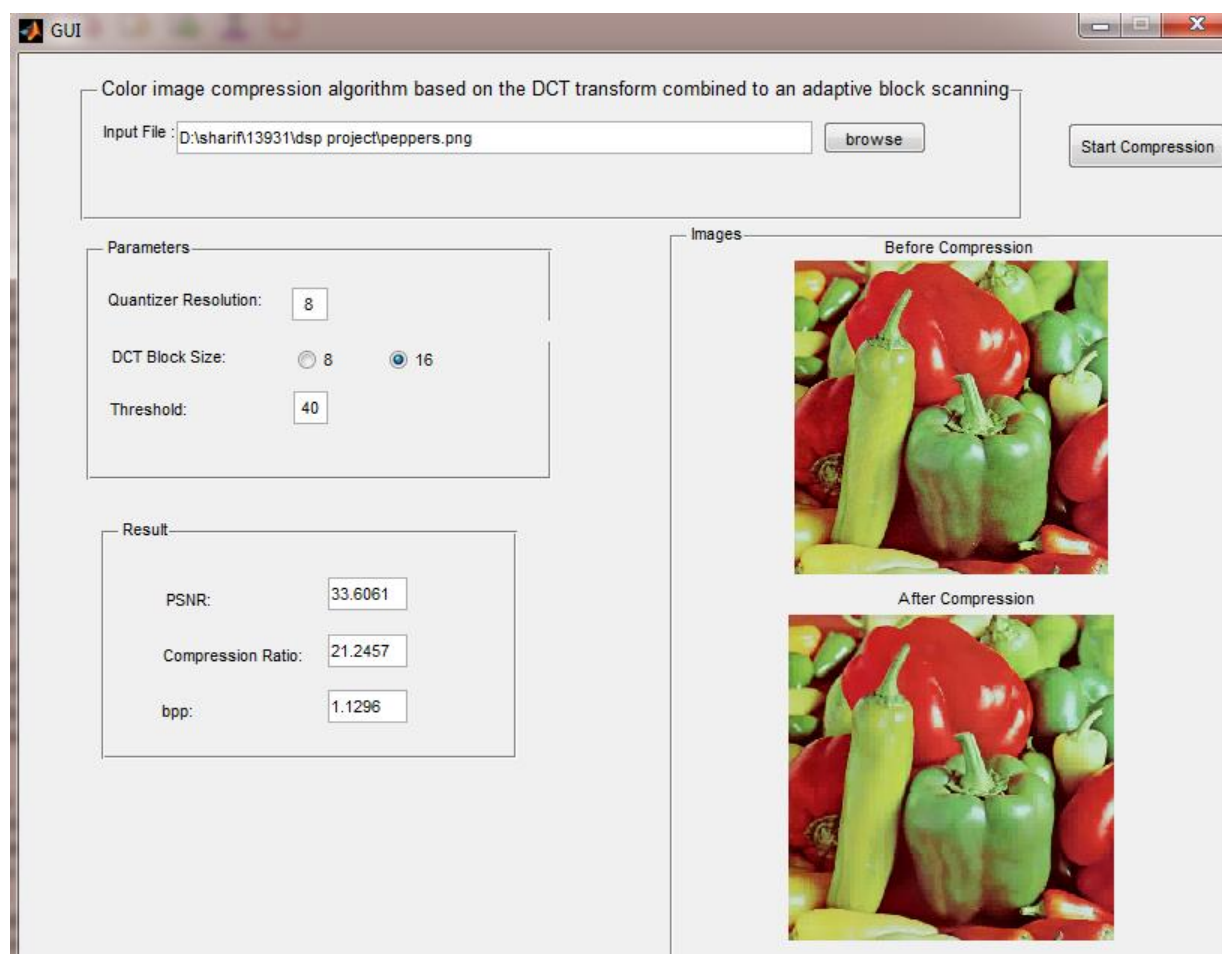 GUI
Color image compression algorithm based on the DCT transform combined to an adaptive block scanning
Input File : D:\sharif\13931\dsp project\peppers.png browse
Start Compression
Parameters
Quantizer Resolution: 8
DCT Block Size: 8 16
Threshold: 40
Result
PSNR: 33.6061
Compression Ratio: 21.2457
bpp: 1.1296
Images
Before Compression
After Compression